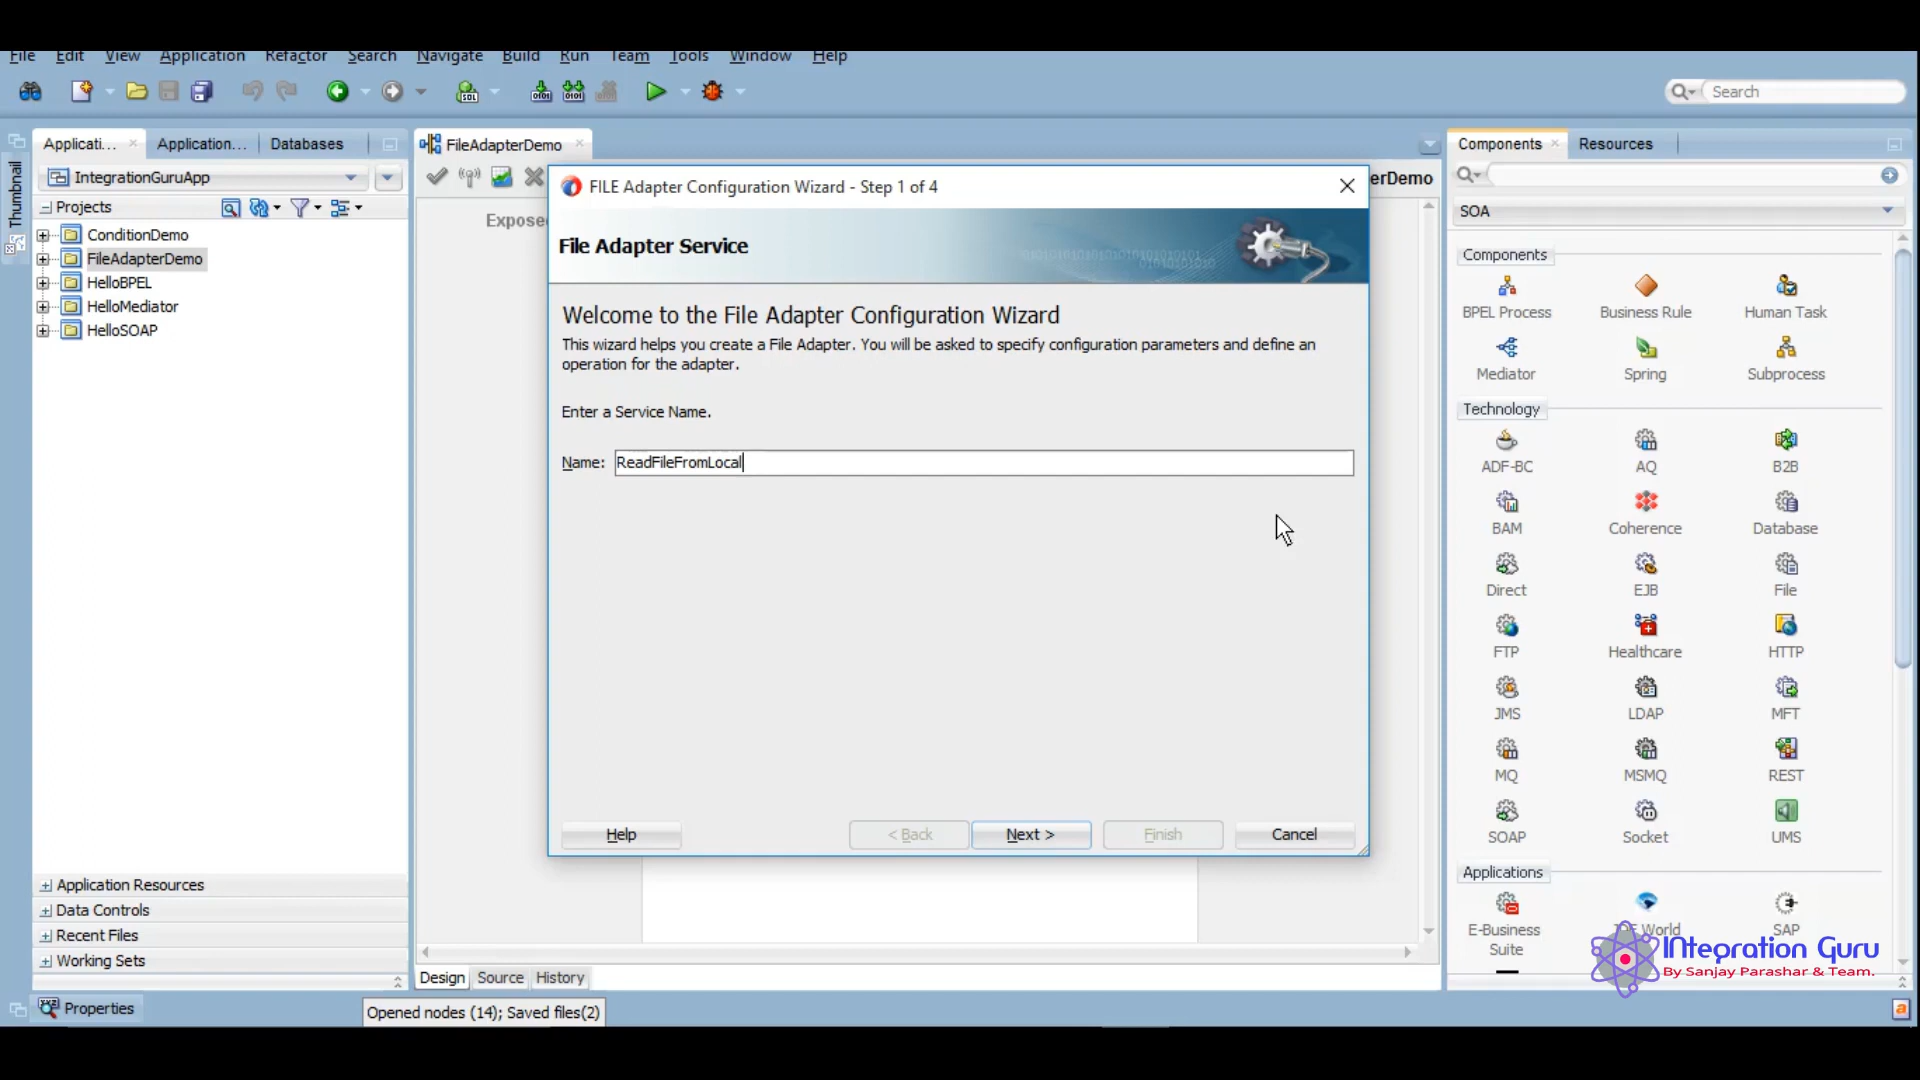 File Edit View Application Refactor Search Navigate Build Run Team Tools Window Help
Search
Applicati...
Application...
Databases
FileAdapterDemo
Components
Resources
Thumbnail
IntegrationGuruApp
Projects
ConditionDemo
FileAdapterDemo
HelloBPEL
HelloMediator
HelloSOAP
Application Resources
Data Controls
Recent Files
Working Sets
Properties
Exposed
erDemo
FILE Adapter Configuration Wizard - Step 1 of 4
File Adapter Service
Welcome to the File Adapter Configuration Wizard
This wizard helps you create a File Adapter. You will be asked to specify configuration parameters and define an
operation for the adapter.
Enter a Service Name.
Name: ReadFileFromLocal
Help
< Back
Next >
Finish
Cancel
Design Source History
Opened nodes (14); Saved files(2)
SOA
Components
BPEL Process Business Rule Human Task
Mediator Spring Subprocess
Technology
ADF-BC AQ B2B
BAM Coherence Database
Direct EJB File
FTP Healthcare HTTP
JMS LDAP MFT
MQ MSMQ REST
SOAP Socket UMS
Applications
E-Business
Suite
World
SAP
INtegration Guru
By Sanjay Parashar & Team.